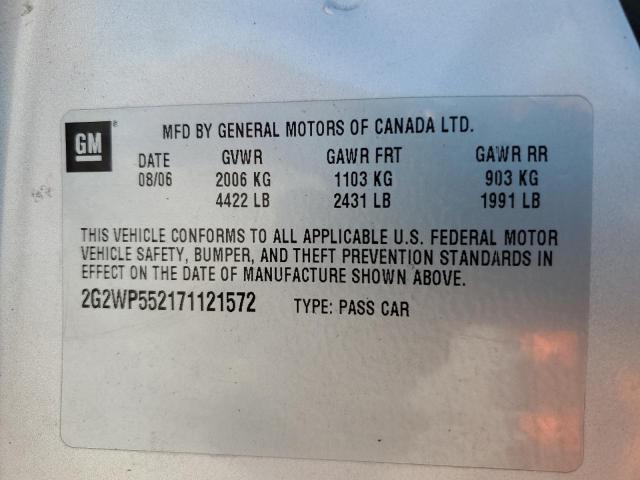 GM®
MFD BY GENERAL MOTORS OF CANADA LTD.
DATE GVWR GAWR FRT GAWR RR
08/06 2006 KG 1103 KG 903 KG
4422 LB 2431 LB 1991 LB
THIS VEHICLE CONFORMS TO ALL APPLICABLE U.S. FEDERAL MOTOR
VEHICLE SAFETY, BUMPER, AND THEFT PREVENTION STANDARDS IN
EFFECT ON THE DATE OF MANUFACTURE SHOWN ABOVE.
2G2WP552171121572 TYPE: PASS CAR